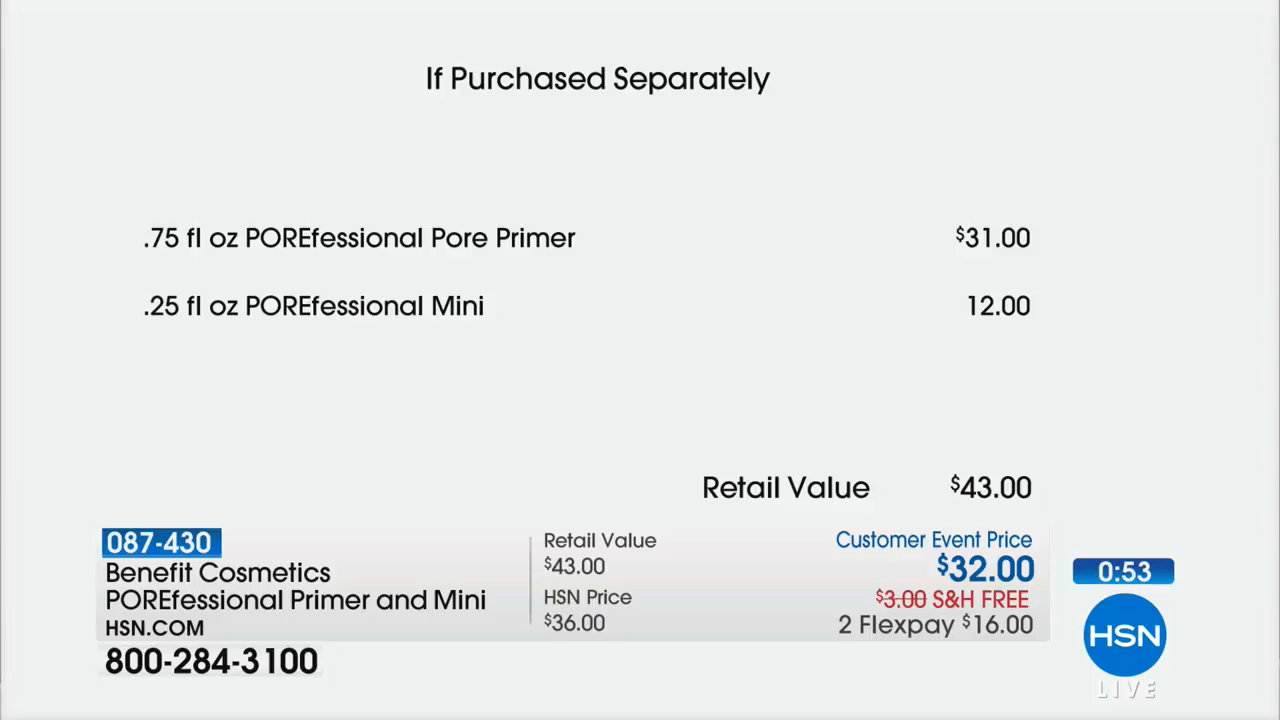 If Purchased Separately
.75 fl oz POREfessional Pore Primer $31.00
.25 fl oz POREfessional Mini 12.00
Retail Value $43.00
087-430
Benefit Cosmetics
POREfessional Primer and Mini
HSN.COM
800-284-3100
Retail Value
$43.00
HSN Price
$36.00
Customer Event Price
$32.00
$3.00 S&H FREE
2 Flexpay $16.00
0:53
HSN
LIVE